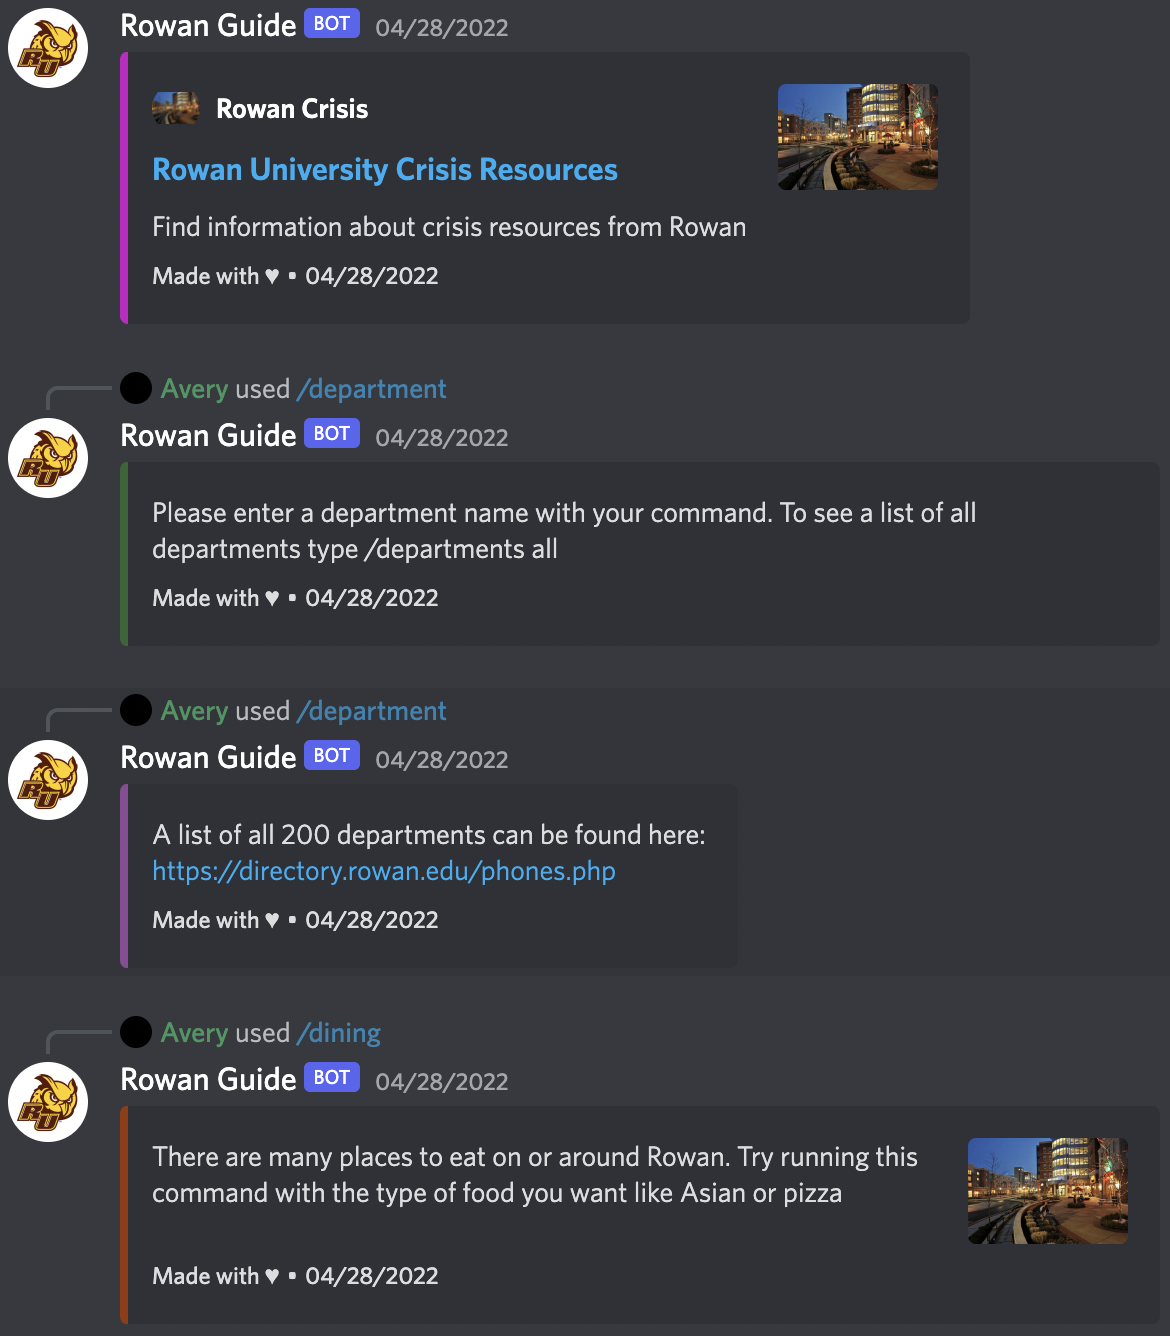 Rowan Guide BOT 04/28/2022
Rowan Crisis
Rowan University Crisis Resources
Find information about crisis resources from Rowan
Made with ♥ • 04/28/2022
Avery used /department
RU
Rowan Guide BOT 04/28/2022
Please enter a department name with your command. To see a list of all
departments type /departments all
Made with ♥ • 04/28/2022
Avery used /department
RU
Rowan Guide BOT 04/28/2022
A list of all 200 departments can be found here:
https://directory.rowan.edu/phones.php
Made with ♥ • 04/28/2022
Avery used /dining
RU
Rowan Guide BOT 04/28/2022
There are many places to eat on or around Rowan. Try running this
command with the type of food you want like Asian or pizza
Made with ♥ • 04/28/2022